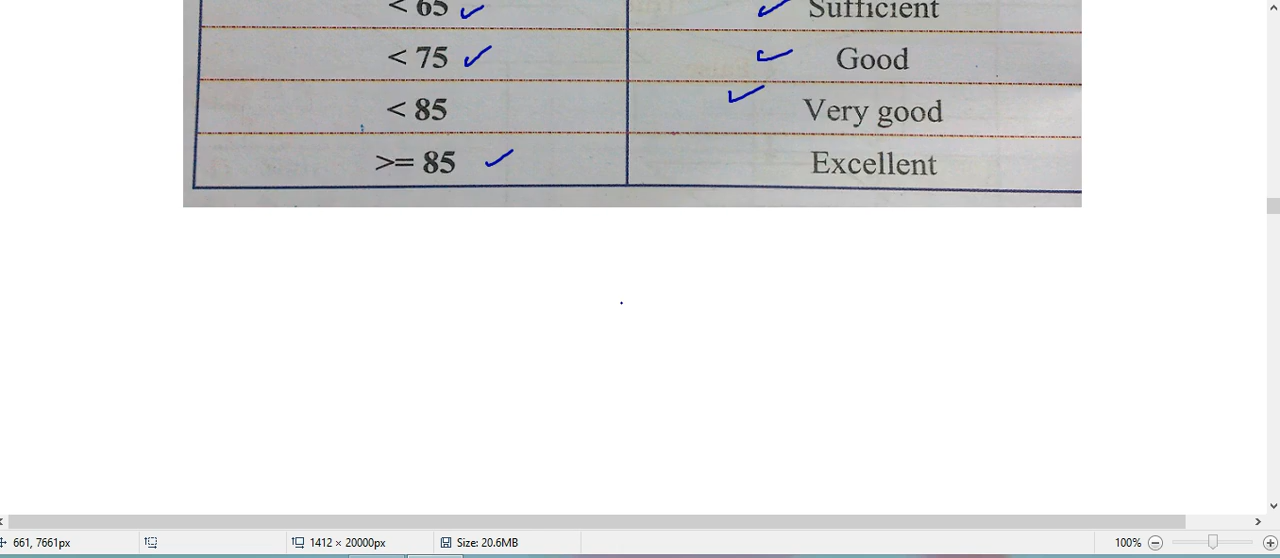 < 65 Sufficient
< 75 Good
< 85 Very good
>= 85 Excellent
661, 7661px 1412 × 20000px Size: 20.6MB 100%